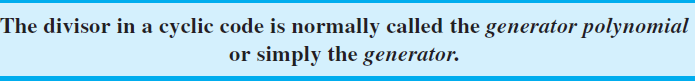 The divisor in a cyclic code is normally called the generator polynomial
or simply the generator.